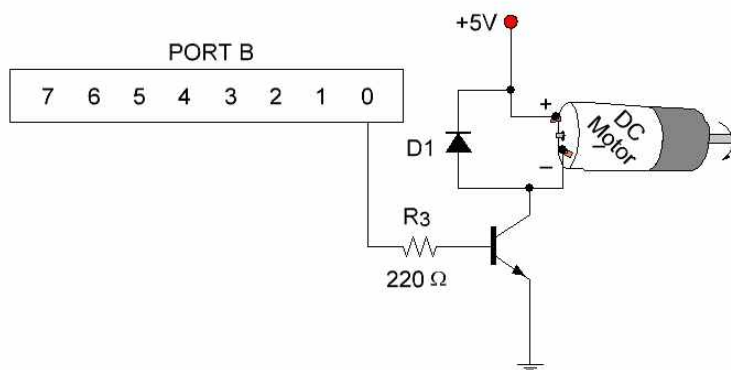 +5V
PORT B
7 6 5 4 3 2 1 0
+
D1
DC
Motor
–
R3
220 Ω